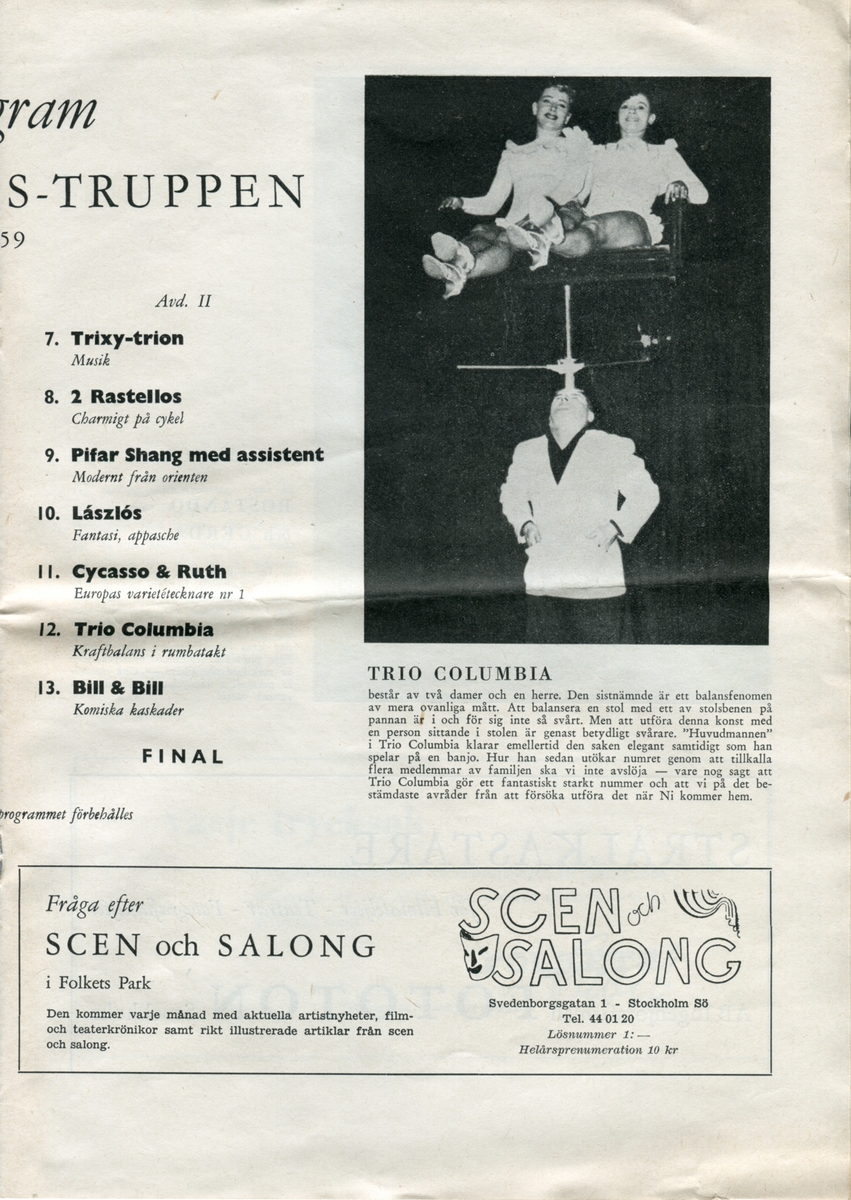 gram
S-TRUPPEN
59
Avd. II
7. Trixy-trion
Musik
8. 2 Rastellos
Charmigt på cykel
9. Pifar Shang med assistent
Modernt från orienten
10. Lászlós
Fantasi, appasche
11. Cycasso & Ruth
Europas varietétecknare nr 1
12. Trio Columbia
Kraftbalans i rumbatakt
13. Bill & Bill
Komiska kaskader
FINAL
programmet förbehålles
TRIO COLUMBIA
består av två damer och en herre. Den sistnämnde är ett balansfenomen
av mera ovanliga mått. Att balansera en stol med ett av stolsbenen på
pannan är i och för sig inte så svårt. Men att utföra denna konst med
en person sittande i stolen är genast betydligt svårare. "Huvudmannen"
i Trio Columbia klarar emellertid den saken elegant samtidigt som han
spelar på en banjo. Hur han sedan utökar numret genom att tillkalla
flera medlemmar av familjen ska vi inte avslöja — vare nog sagt att
Trio Columbia gör ett fantastiskt starkt nummer och att vi på det be-
stämdaste avråder från att försöka utföra det när Ni kommer hem.
Fråga efter
SCEN och SALONG
i Folkets Park
Den kommer varje månad med aktuella artistnyheter, film-
och teaterkrönikor samt rikt illustrerade artiklar från scen
och salong.
SCEN och
SALONG
Svedenborgsgatan 1 - Stockholm Sö
Tel. 44 01 20
Lösnummer 1: —
Helårsprenumeration 10 kr